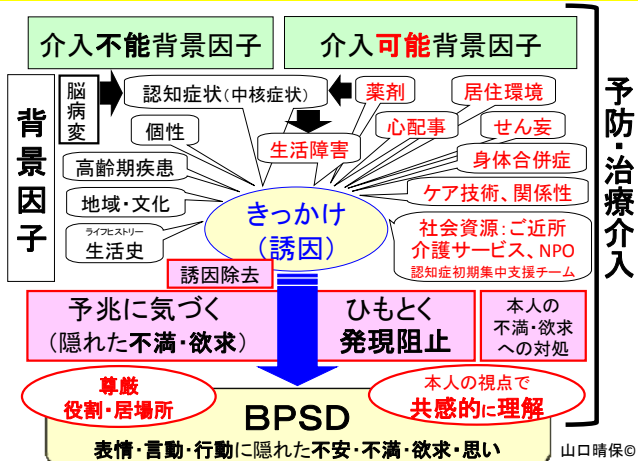 介入不能背景因子
介入可能背景因子
背景因子
脳病変
認知症状(中核症状)
薬剤
居住環境
個性
心配事
せん妄
生活障害
高齢期疾患
身体合併症
地域・文化
ケア技術、関係性
きっかけ
(誘因)
ライフヒストリー
生活史
社会資源:ご近所
介護サービス、NPO
認知症初期集中支援チーム
予防・治療介入
誘因除去
予兆に気づく
(隠れた不満・欲求)
ひもとく
発現阻止
本人の
不満・欲求
への対処
尊厳
役割・居場所
本人の視点で
共感的に理解
BPSD
表情・言動・行動に隠れた不安・不満・欲求・思い
山口晴保©